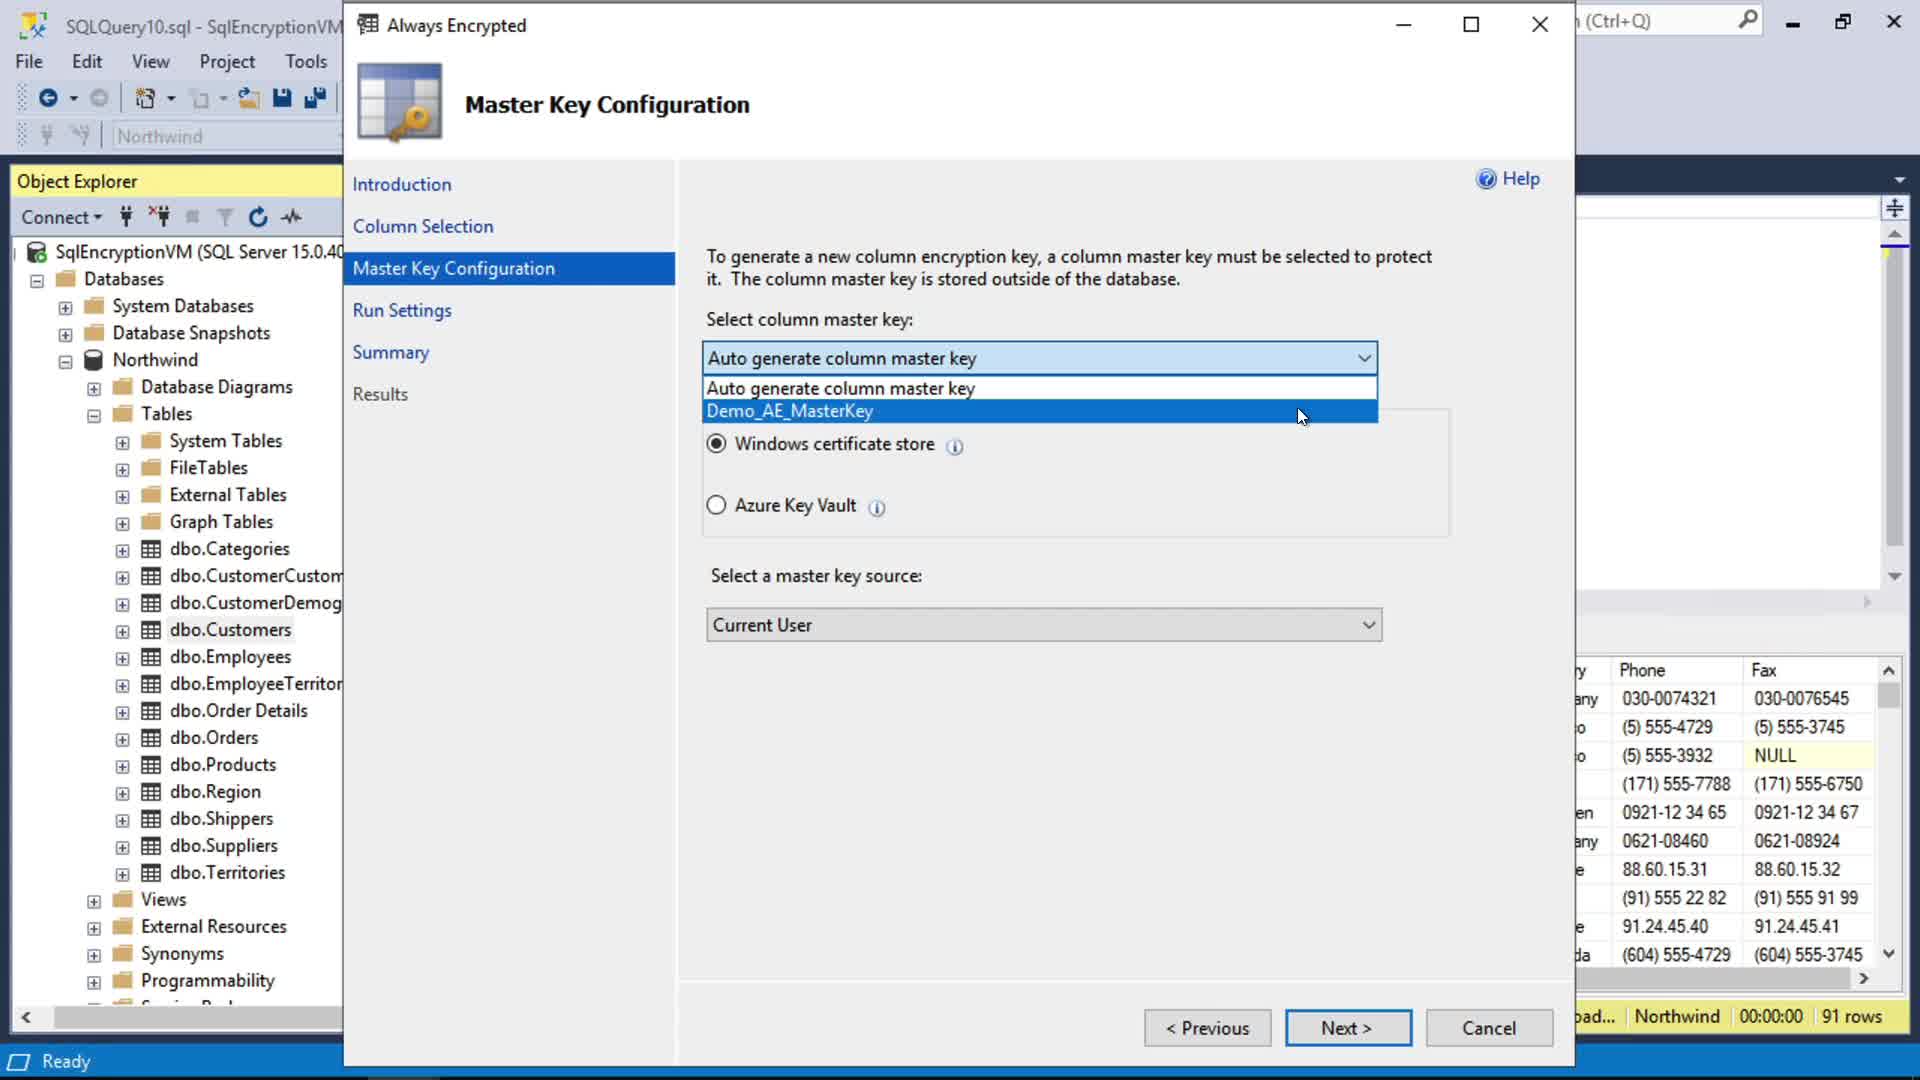 SQLQuery10.sql - SqlEncryptionVM
Always Encrypted
(Ctrl+Q)
File Edit View Project Tools
Master Key Configuration
Northwind
Object Explorer
Connect
SqlEncryptionVM (SQL Server 15.0.40
Databases
System Databases
Database Snapshots
Northwind
Database Diagrams
Tables
System Tables
FileTables
External Tables
Graph Tables
dbo.Categories
dbo.CustomerCustom
dbo.CustomerDemog
dbo.Customers
dbo.Employees
dbo.EmployeeTerritor
dbo.Order Details
dbo.Orders
dbo.Products
dbo.Region
dbo.Shippers
dbo.Suppliers
dbo.Territories
Views
External Resources
Synonyms
Programmability
Introduction
Column Selection
Master Key Configuration
Run Settings
Summary
Results
Help
To generate a new column encryption key, a column master key must be selected to protect
it. The column master key is stored outside of the database.
Select column master key:
Auto generate column master key
Auto generate column master key
Demo_AE_MasterKey
Windows certificate store
Azure Key Vault
Select a master key source:
Current User
< Previous Next > Cancel
ry Phone Fax
any 030-0074321 030-0076545
o (5) 555-4729 (5) 555-3745
o (5) 555-3932 NULL
(171) 555-7788 (171) 555-6750
en 0921-12 34 65 0921-12 34 67
any 0621-08460 0621-08924
e 88.60.15.31 88.60.15.32
(91) 555 22 82 (91) 555 91 99
e 91.24.45.40 91.24.45.41
da (604) 555-4729 (604) 555-3745
oad... Northwind 00:00:00 91 rows
Ready